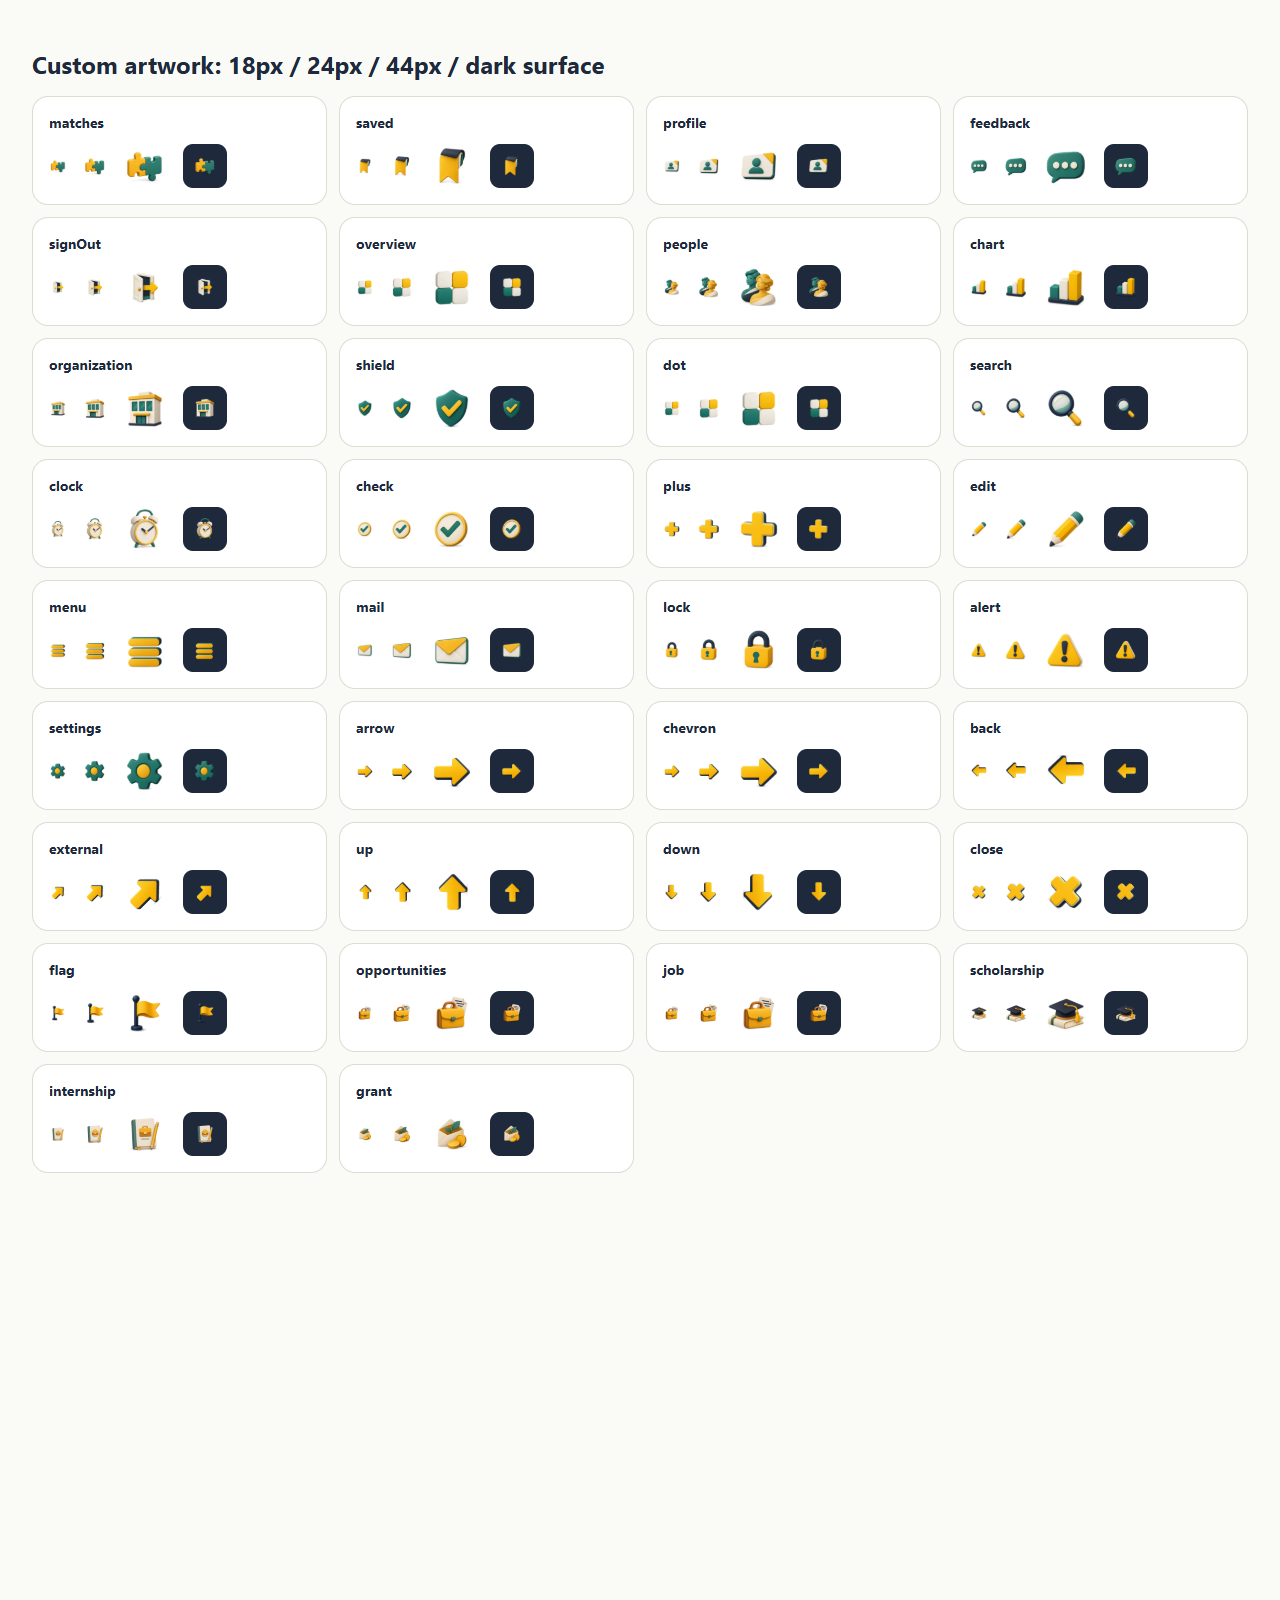 Custom artwork: 18px / 24px / 44px / dark surface
matches
saved
profile
feedback
signOut
overview
people
chart
organization
shield
dot
search
clock
check
plus
edit
menu
mail
lock
alert
settings
arrow
chevron
back
external
up
down
close
flag
opportunities
job
scholarship
internship
grant